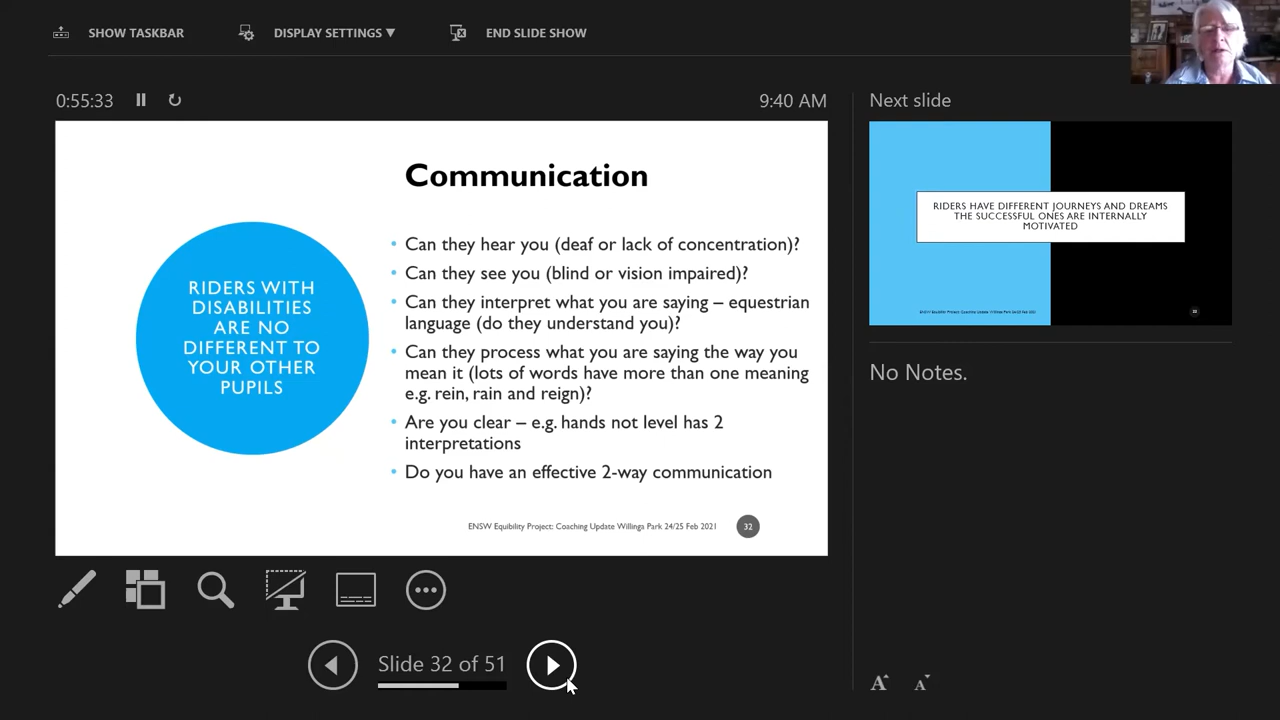 SHOW TASKBAR
DISPLAY SETTINGS ▼
END SLIDE SHOW
0:55:33
9:40 AM
Communication
RIDERS WITH
DISABILITIES
ARE NO
DIFFERENT TO
YOUR OTHER
PUPILS
• Can they hear you (deaf or lack of concentration)?
• Can they see you (blind or vision impaired)?
• Can they interpret what you are saying – equestrian
language (do they understand you)?
• Can they process what you are saying the way you
mean it (lots of words have more than one meaning
e.g. rein, rain and reign)?
• Are you clear – e.g. hands not level has 2
interpretations
• Do you have an effective 2-way communication
ENSW Equibility Project: Coaching Update Willinga Park 24/25 Feb 2021
32
Slide 32 of 51
Next slide
RIDERS HAVE DIFFERENT JOURNEYS AND DREAMS
THE SUCCESSFUL ONES ARE INTERNALLY
MOTIVATED
No Notes.
A A